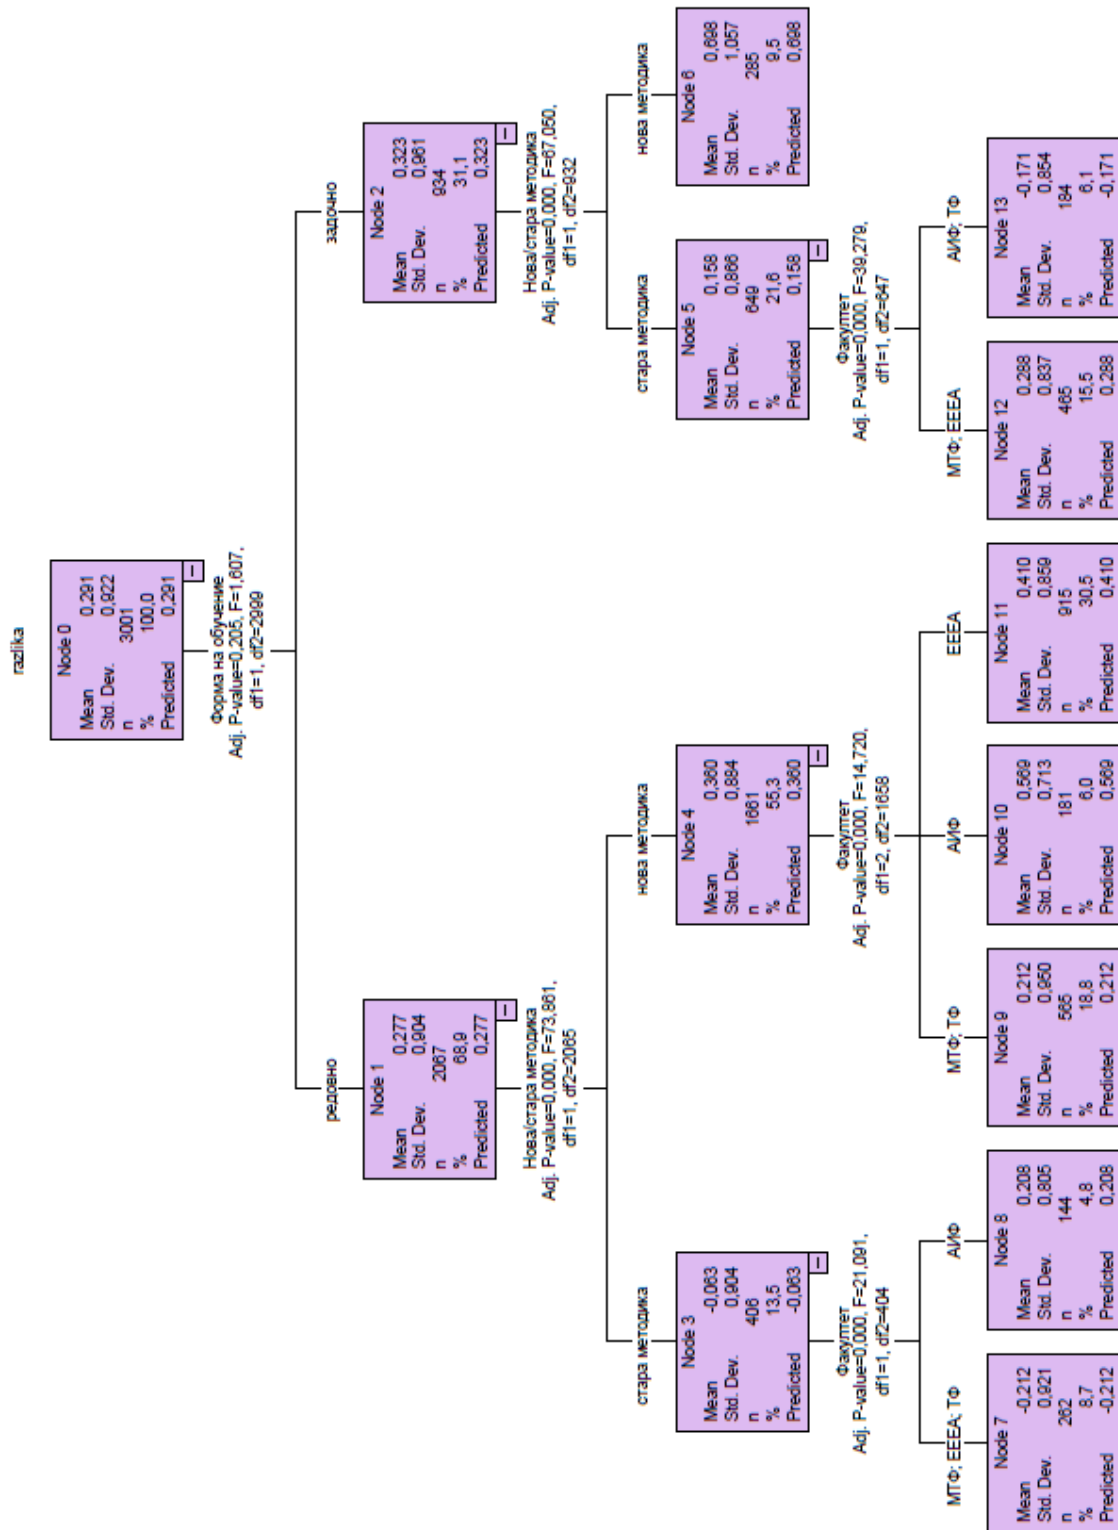 razlika
Node 0
Mean 0,291
Std. Dev. 0,922
n 3001
% 100,0
Predicted 0,291
Форма на обучение
Adj. P-value=0,205, F=1,607,
df1=1, df2=2999
редовно
задочно
Node 1
Mean 0,277
Std. Dev. 0,904
n 2067
% 68,9
Predicted 0,277
Нова/стара методика
Adj. P-value=0,000, F=73,861,
df1=1, df2=2065
Node 2
Mean 0,323
Std. Dev. 0,961
n 934
% 31,1
Predicted 0,323
Нова/стара методика
Adj. P-value=0,000, F=67,050,
df1=1, df2=932
стара методика
нова методика
стара методика
нова методика
Node 3
Mean -0,063
Std. Dev. 0,904
n 406
% 13,5
Predicted -0,063
Факултет
Adj. P-value=0,000, F=21,091,
df1=1, df2=404
Node 4
Mean 0,360
Std. Dev. 0,884
n 1661
% 55,3
Predicted 0,360
Факултет
Adj. P-value=0,000, F=14,720,
df1=2, df2=1658
Node 5
Mean 0,158
Std. Dev. 0,866
n 649
% 21,6
Predicted 0,158
Факултет
Adj. P-value=0,000, F=39,279,
df1=1, df2=647
Node 6
Mean 0,698
Std. Dev. 1,057
n 285
% 9,5
Predicted 0,698
МТФ; ЕЕЕА; ТФ
АИФ
МТФ; ТФ
АИФ
ЕЕЕА
МТФ; ЕЕЕА
АИФ; ТФ
Node 7
Mean -0,212
Std. Dev. 0,921
n 262
% 8,7
Predicted -0,212
Node 8
Mean 0,208
Std. Dev. 0,805
n 144
% 4,8
Predicted 0,208
Node 9
Mean 0,212
Std. Dev. 0,950
n 565
% 18,8
Predicted 0,212
Node 10
Mean 0,569
Std. Dev. 0,713
n 181
% 6,0
Predicted 0,569
Node 11
Mean 0,410
Std. Dev. 0,859
n 915
% 30,5
Predicted 0,410
Node 12
Mean 0,288
Std. Dev. 0,837
n 465
% 15,5
Predicted 0,288
Node 13
Mean -0,171
Std. Dev. 0,854
n 184
% 6,1
Predicted -0,171